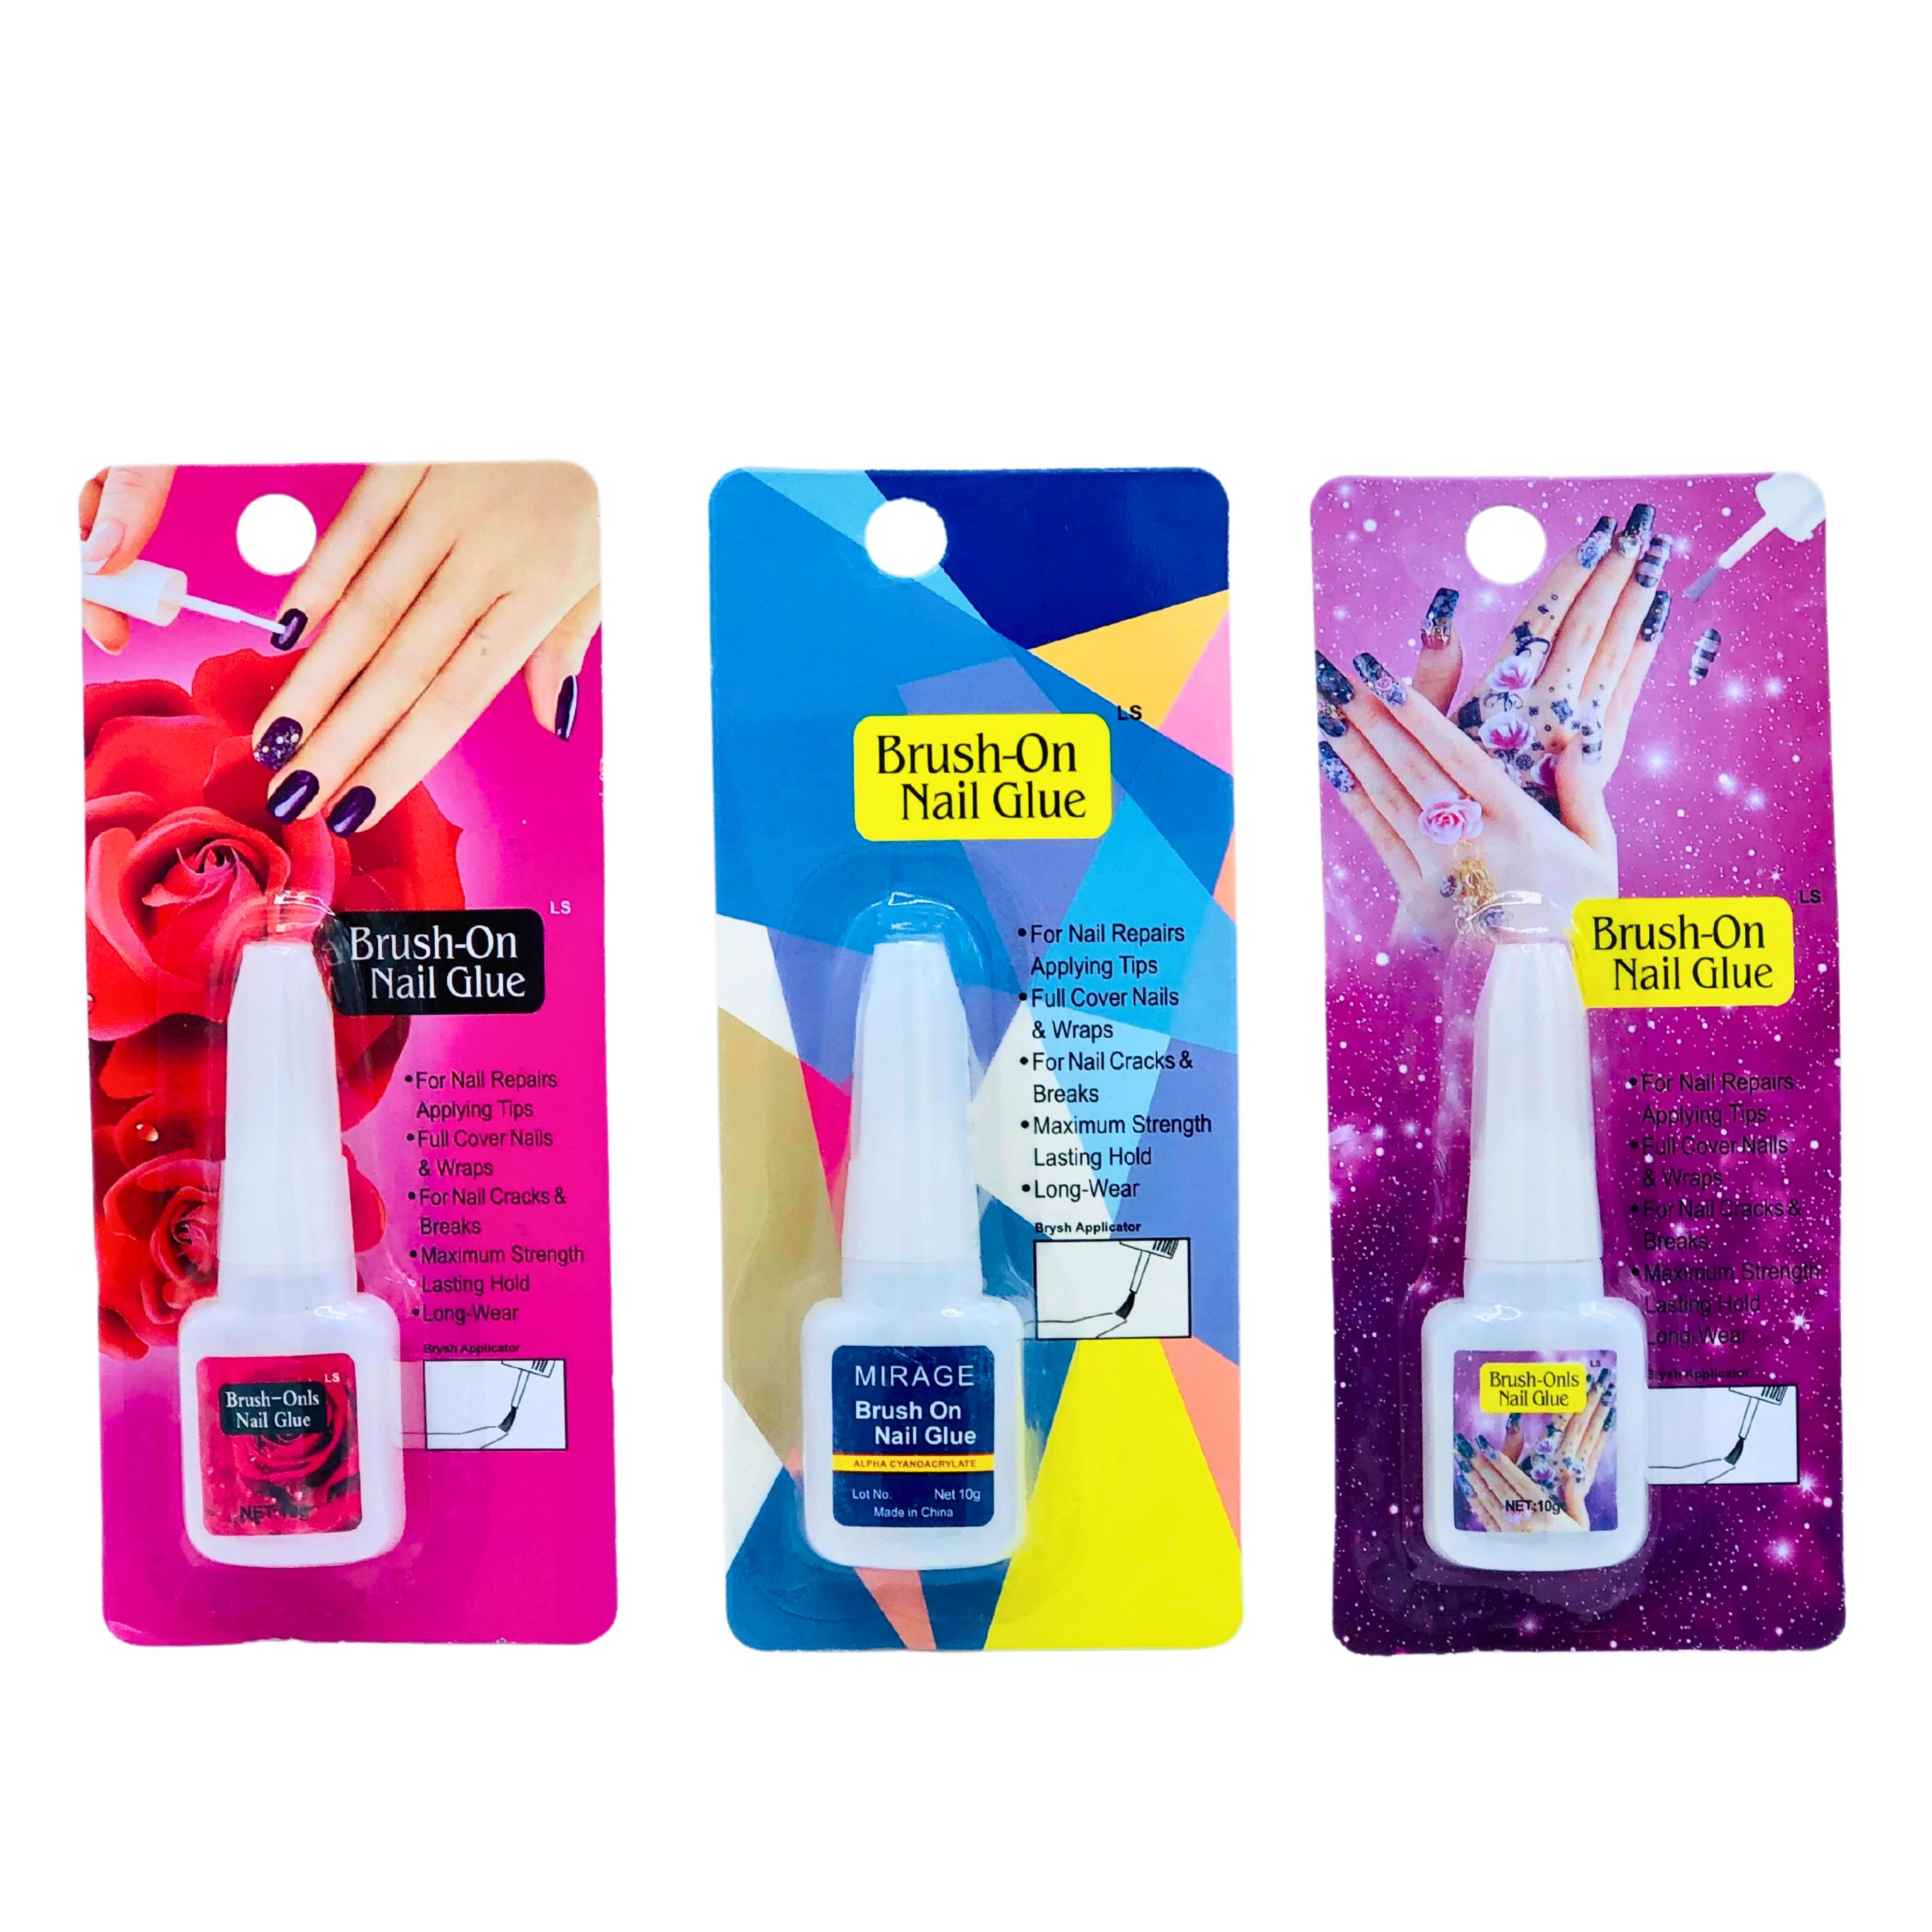 LS
Brush-On
Nail Glue
•For Nail Repairs
Applying Tips
•Full Cover Nails
& Wraps
•For Nail Cracks &
Breaks
•Maximum Strength
Lasting Hold
•Long-Wear
Brysh Applicator
LS
Brush-Onls
Nail Glue
NET:10g
LS
Brush-On
Nail Glue
•For Nail Repairs
Applying Tips
•Full Cover Nails
& Wraps
•For Nail Cracks &
Breaks
•Maximum Strength
Lasting Hold
•Long-Wear
Brysh Applicator
MIRAGE
Brush On
Nail Glue
ALPHA CYANOACRYLATE
Lot No. Net 10g
Made in China
LS
Brush-On
Nail Glue
•For Nail Repairs
Applying Tips
•Full Cover Nails
& Wraps
•For Nail Cracks &
Breaks
•Maximum Strength
Lasting Hold
Long-Wear
Brysh Applicator
LS
Brush-Onls
Nail Glue
NET:10g